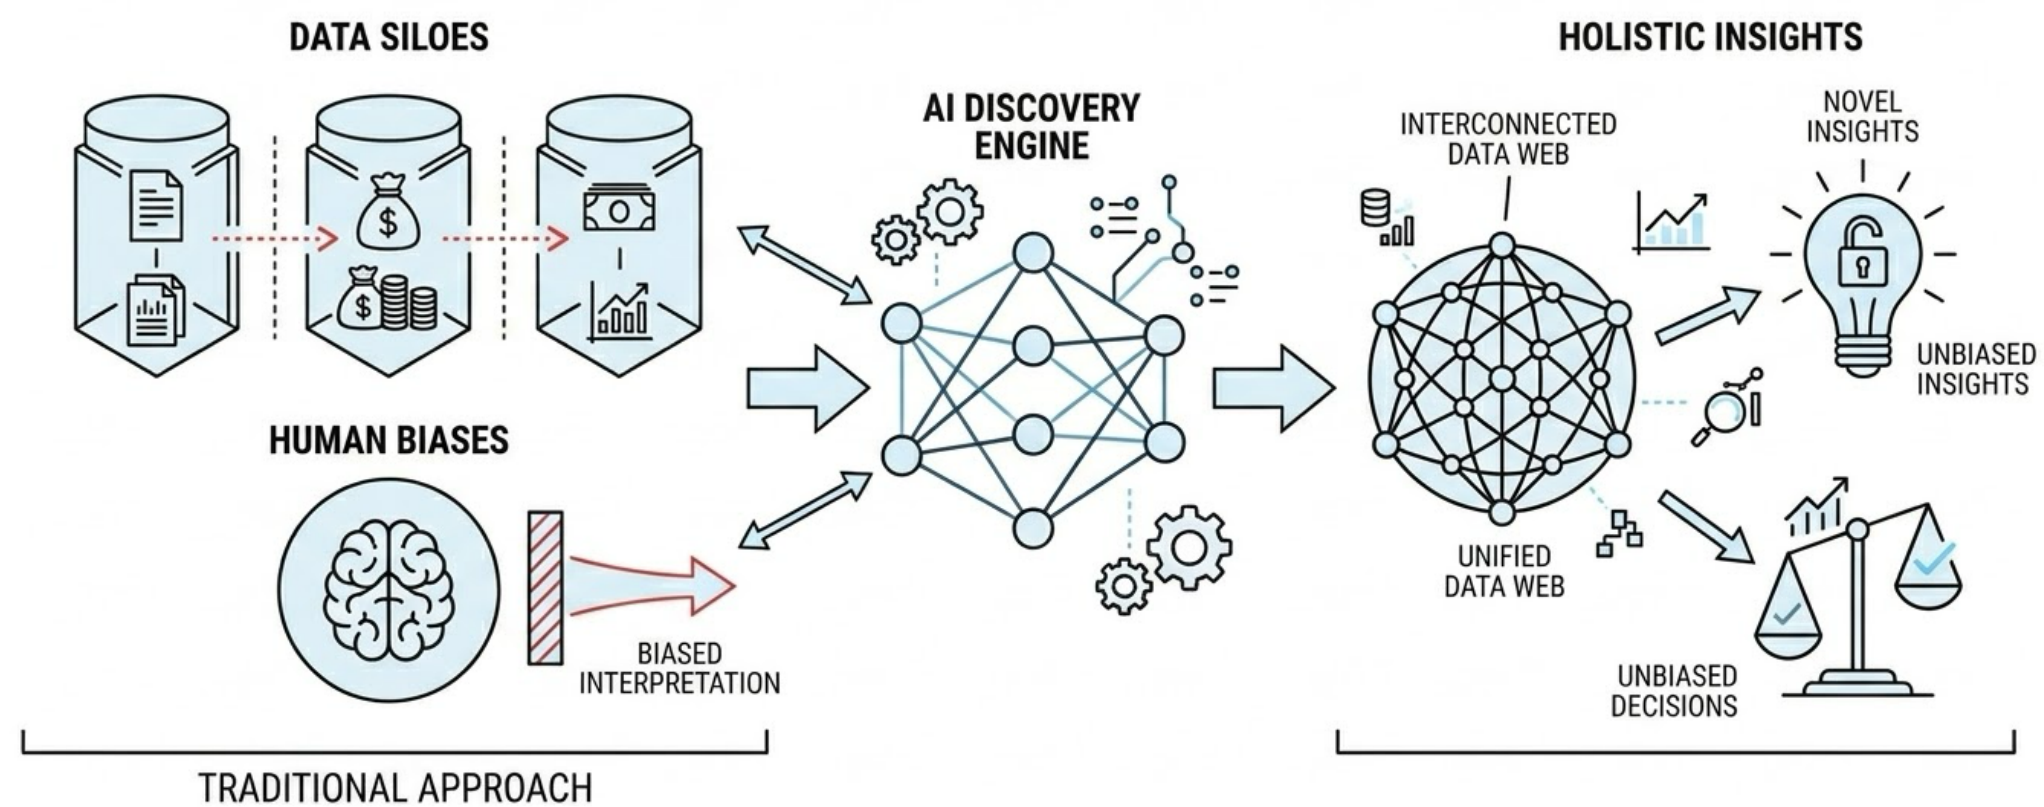 DATA SILOES
HUMAN BIASES
BIASED
INTERPRETATION
TRADITIONAL APPROACH
AI DISCOVERY
ENGINE
HOLISTIC INSIGHTS
INTERCONNECTED
DATA WEB
NOVEL
INSIGHTS
UNBIASED
INSIGHTS
UNIFIED
DATA WEB
UNBIASED
DECISIONS
$
$